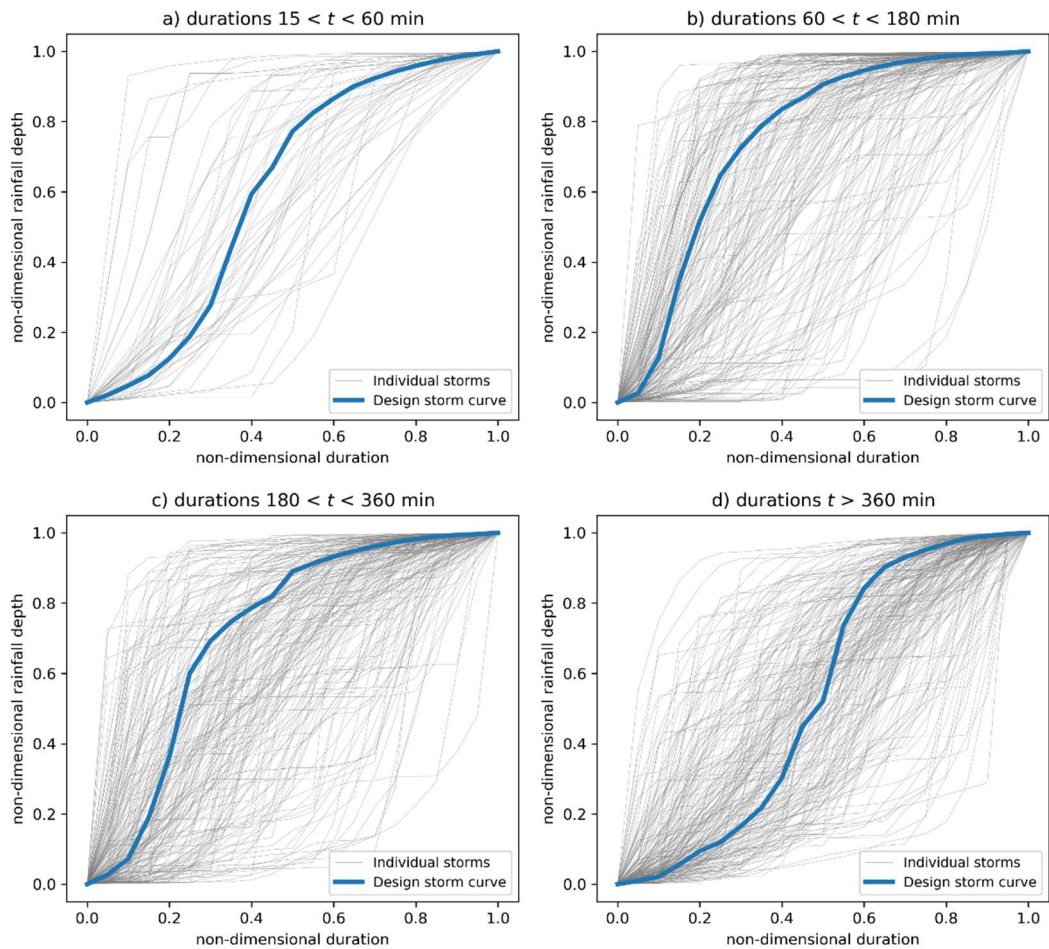 a) durations 15 < t < 60 min
1.0
0.8
0.6
0.4
0.2
0.0
non-dimensional rainfall depth
Individual storms
Design storm curve
0.0 0.2 0.4 0.6 0.8 1.0
non-dimensional duration
b) durations 60 < t < 180 min
1.0
0.8
0.6
0.4
0.2
0.0
non-dimensional rainfall depth
Individual storms
Design storm curve
0.0 0.2 0.4 0.6 0.8 1.0
non-dimensional duration
c) durations 180 < t < 360 min
1.0
0.8
0.6
0.4
0.2
0.0
non-dimensional rainfall depth
Individual storms
Design storm curve
0.0 0.2 0.4 0.6 0.8 1.0
non-dimensional duration
d) durations t > 360 min
1.0
0.8
0.6
0.4
0.2
0.0
non-dimensional rainfall depth
Individual storms
Design storm curve
0.0 0.2 0.4 0.6 0.8 1.0
non-dimensional duration